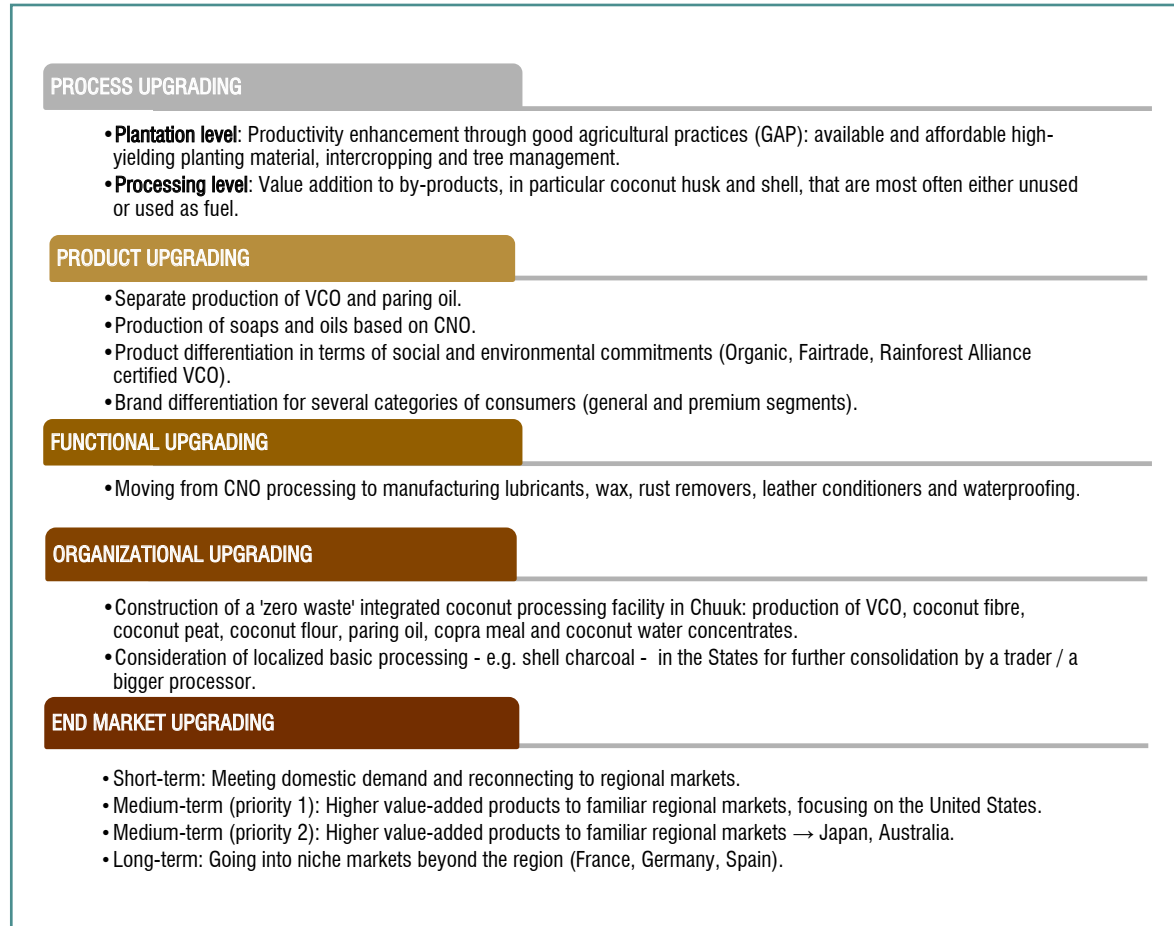 PROCESS UPGRADING
•Plantation level: Productivity enhancement through good agricultural practices (GAP): available and affordable high-
yielding planting material, intercropping and tree management.
•Processing level: Value addition to by-products, in particular coconut husk and shell, that are most often either unused
or used as fuel.
PRODUCT UPGRADING
•Separate production of VCO and paring oil.
•Production of soaps and oils based on CNO.
•Product differentiation in terms of social and environmental commitments (Organic, Fairtrade, Rainforest Alliance
certified VCO).
•Brand differentiation for several categories of consumers (general and premium segments).
FUNCTIONAL UPGRADING
•Moving from CNO processing to manufacturing lubricants, wax, rust removers, leather conditioners and waterproofing.
ORGANIZATIONAL UPGRADING
•Construction of a 'zero waste' integrated coconut processing facility in Chuuk: production of VCO, coconut fibre,
coconut peat, coconut flour, paring oil, copra meal and coconut water concentrates.
•Consideration of localized basic processing - e.g. shell charcoal - in the States for further consolidation by a trader / a
bigger processor.
END MARKET UPGRADING
•Short-term: Meeting domestic demand and reconnecting to regional markets.
•Medium-term (priority 1): Higher value-added products to familiar regional markets, focusing on the United States.
•Medium-term (priority 2): Higher value-added products to familiar regional markets → Japan, Australia.
•Long-term: Going into niche markets beyond the region (France, Germany, Spain).